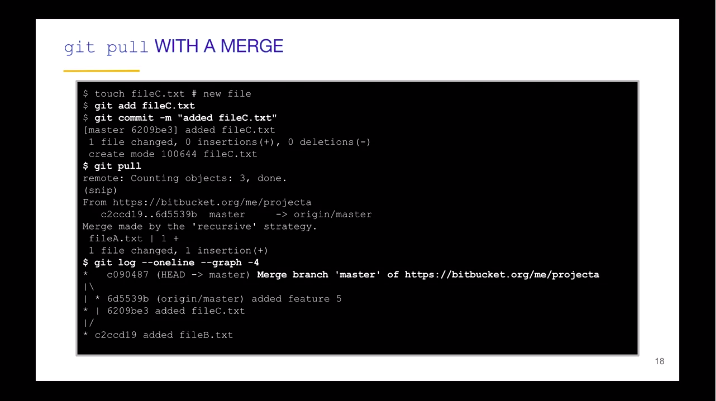 git pull WITH A MERGE
$ touch fileC.txt # new file
$ git add fileC.txt
$ git commit -m "added fileC.txt"
[master 6209be3] added fileC.txt
 1 file changed, 0 insertions(+), 0 deletions(-)
 create mode 100644 fileC.txt
$ git pull
remote: Counting objects: 3, done.
(snip)
From https://bitbucket.org/me/projecta
   c2ccd19..6d5539b  master     -> origin/master
Merge made by the 'recursive' strategy.
 fileA.txt | 1 +
 1 file changed, 1 insertion(+)
$ git log --oneline --graph -4
*   c090487 (HEAD -> master) Merge branch 'master' of https://bitbucket.org/me/projecta
|\
| * 6d5539b (origin/master) added feature 5
* | 6209be3 added fileC.txt
|/
* c2ccd19 added fileB.txt
18